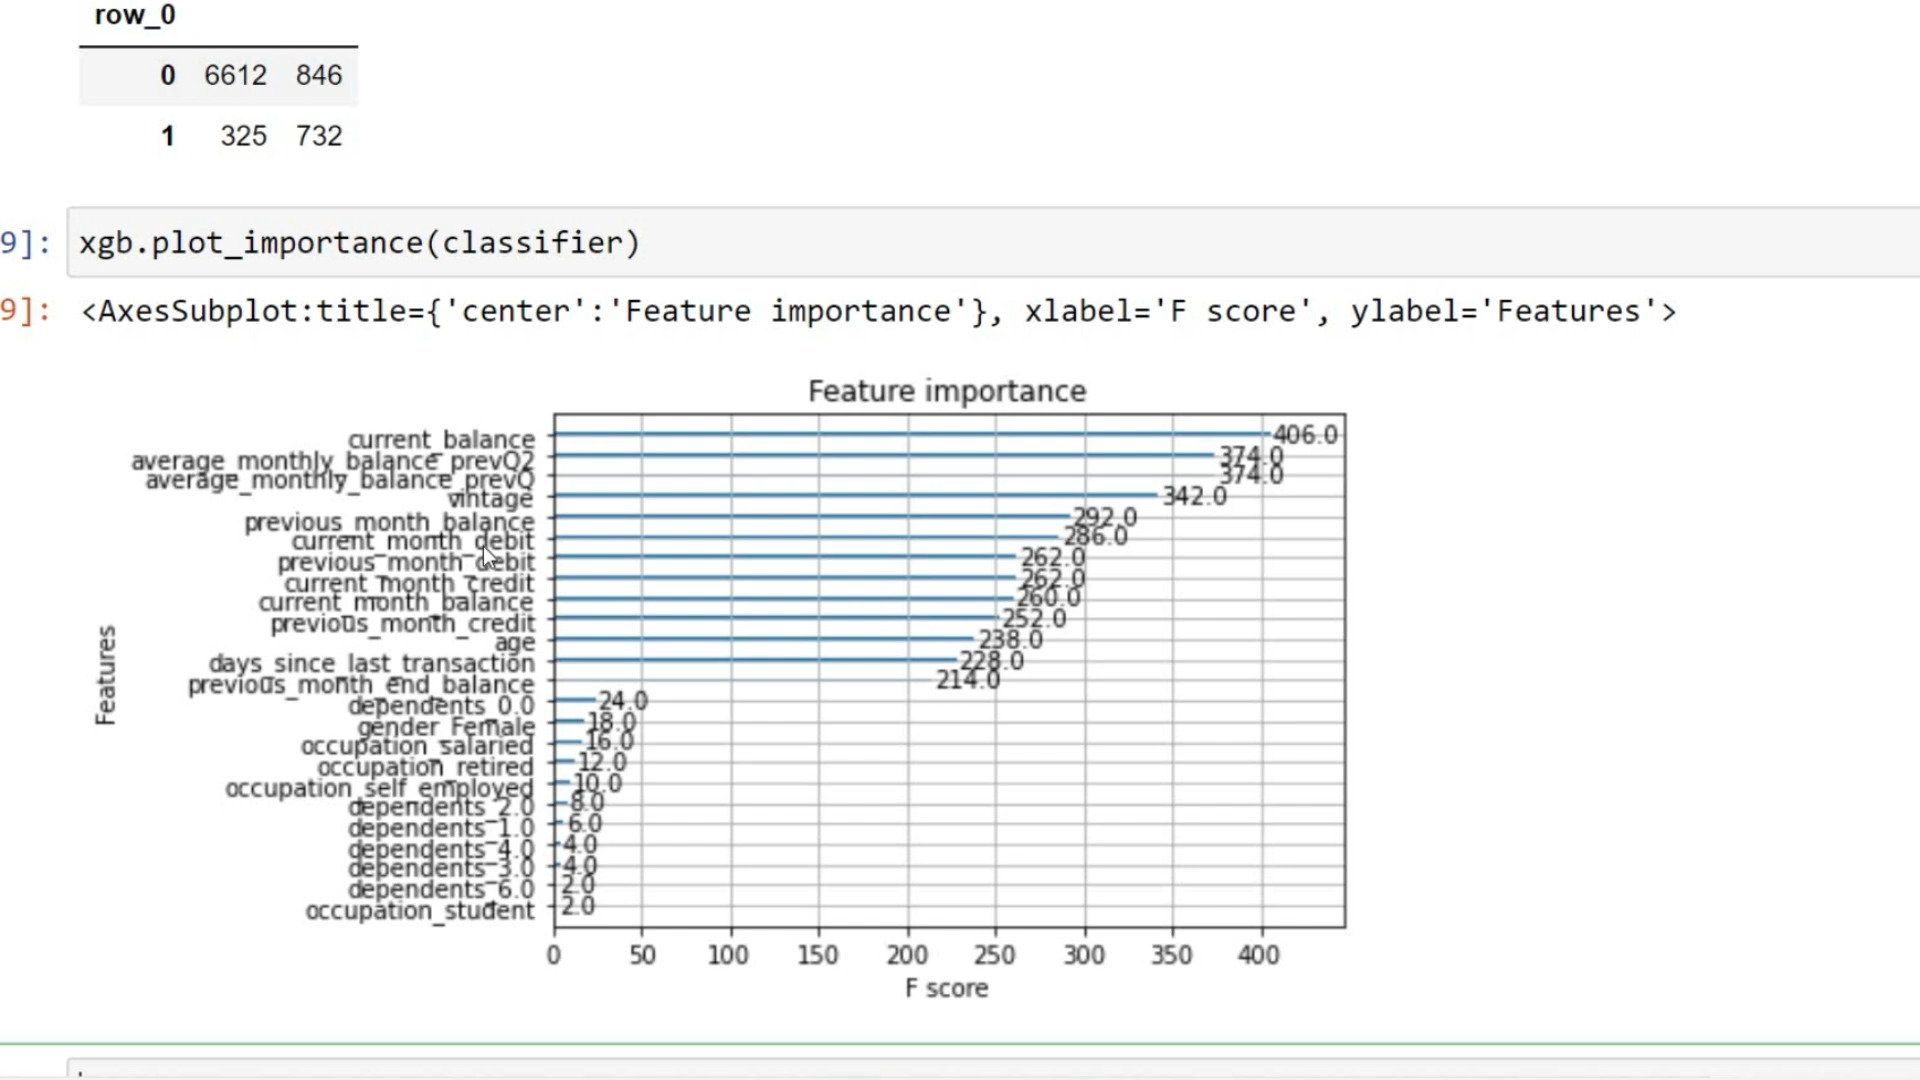 row_0
0 6612 846
1 325 732
9]: xgb.plot_importance(classifier)
9]: <AxesSubplot:title={'center':'Feature importance'}, xlabel='F score', ylabel='Features'>
Feature importance
current_balance 406.0
average_monthly_balance_prevQ2 374.0
average_monthly_balance_prevQ 374.0
vintage 342.0
previous_month_balance 292.0
current_month_debit 286.0
previous_month_debit 262.0
current_month_credit 262.0
current_month_balance 260.0
previous_month_credit 252.0
age 238.0
days_since_last_transaction 228.0
previous_month_end_balance 214.0
dependents_0.0 24.0
gender_Female 18.0
occupation_salaried 16.0
occupation_retired 12.0
occupation_self_employed 10.0
dependents_2.0 8.0
dependents_1.0 6.0
dependents_4.0 4.0
dependents_3.0 4.0
dependents_6.0 2.0
occupation_student 2.0
Features
0 50 100 150 200 250 300 350 400
F score